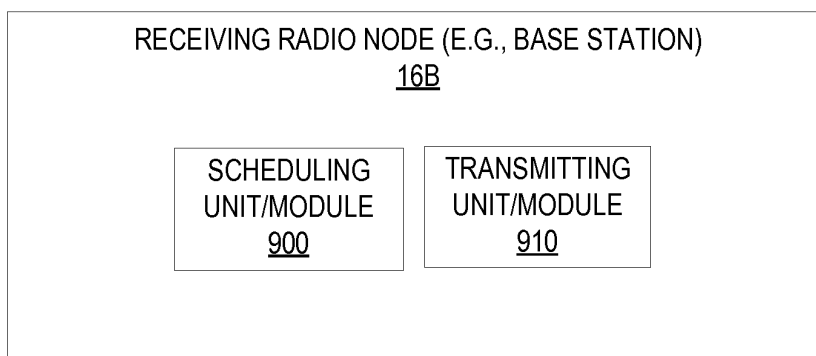 RECEIVING RADIO NODE (E.G., BASE STATION)
16B
SCHEDULING
UNIT/MODULE
900
TRANSMITTING
UNIT/MODULE
910